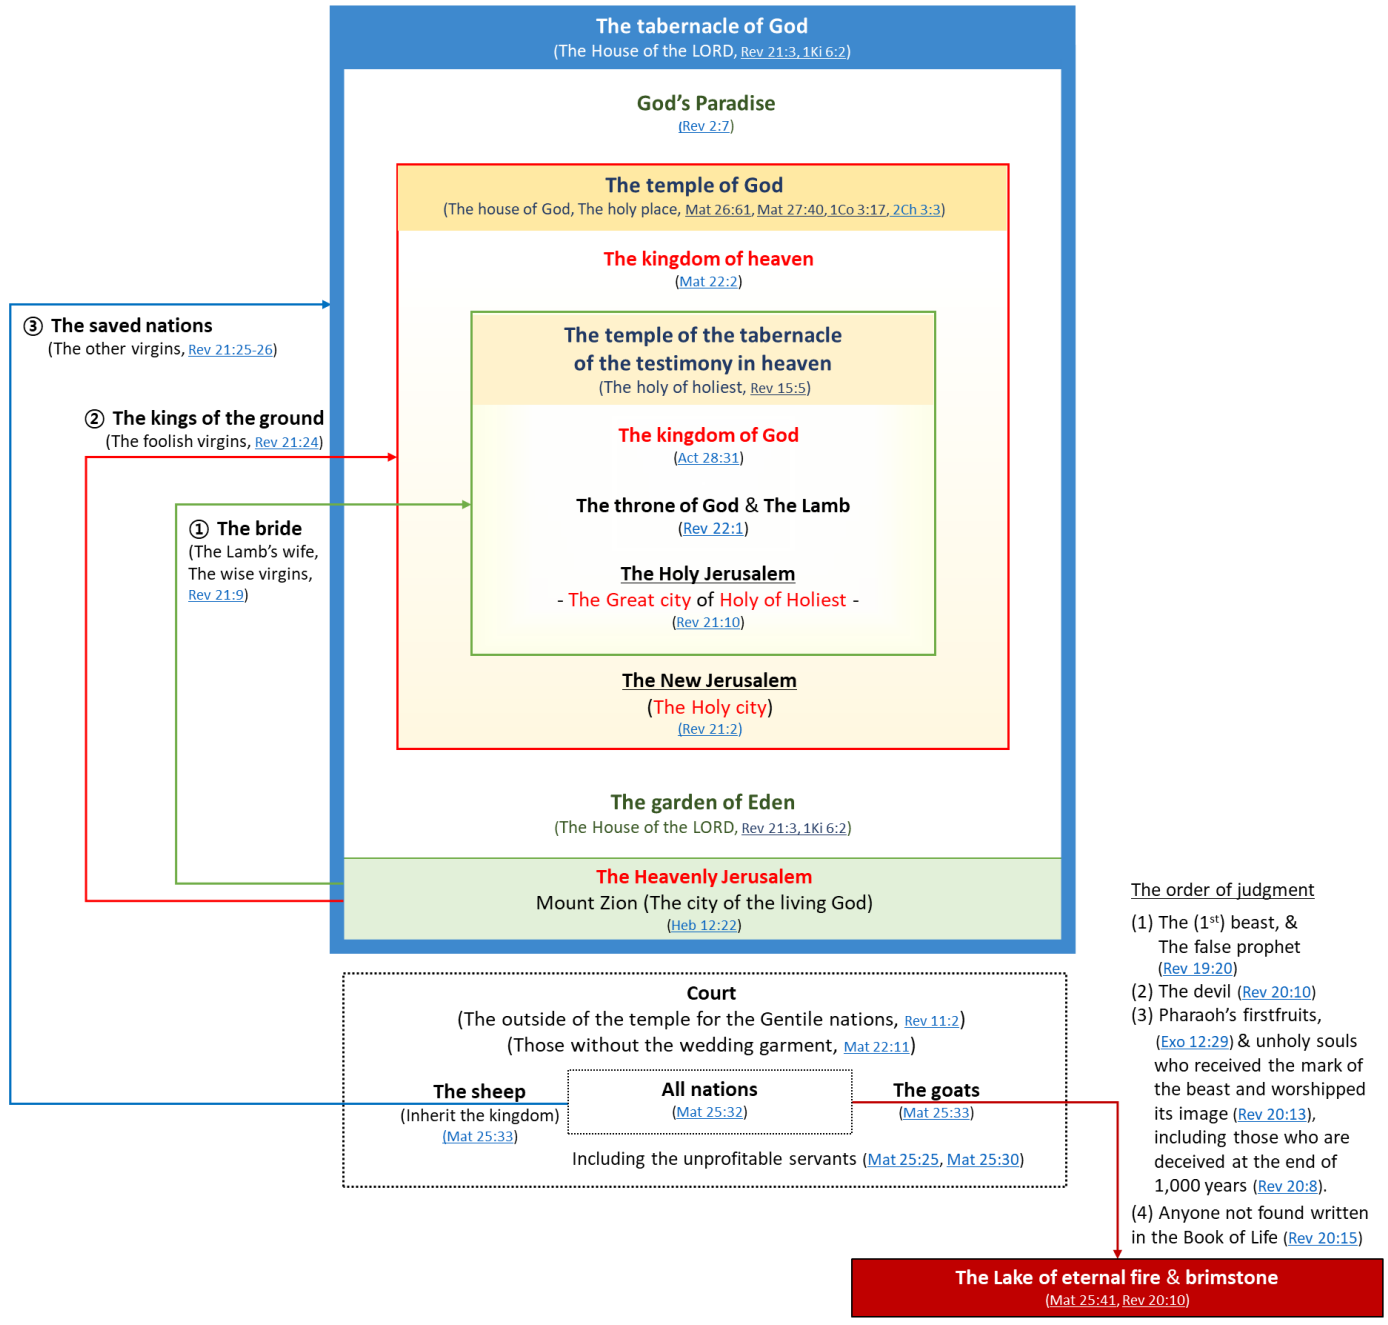 The tabernacle of God
(The House of the LORD, Rev 21:3, 1Ki 6:2)
God's Paradise
(Rev 2:7)
The temple of God
(The house of God, The holy place, Mat 26:61, Mat 27:40, 1Co 3:17, 2Ch 3:3)
The kingdom of heaven
(Mat 22:2)
The temple of the tabernacle
of the testimony in heaven
(The holy of holiest, Rev 15:5)
The kingdom of God
(Act 28:31)
The throne of God & The Lamb
(Rev 22:1)
The Holy Jerusalem
- The Great city of Holy of Holiest -
(Rev 21:10)
The New Jerusalem
(The Holy city)
(Rev 21:2)
The garden of Eden
(The House of the LORD, Rev 21:3, 1Ki 6:2)
The Heavenly Jerusalem
Mount Zion (The city of the living God)
(Heb 12:22)
③ The saved nations
(The other virgins, Rev 21:25-26)
② The kings of the ground
(The foolish virgins, Rev 21:24)
① The bride
(The Lamb's wife,
The wise virgins,
Rev 21:9)
Court
(The outside of the temple for the Gentile nations, Rev 11:2)
(Those without the wedding garment, Mat 22:11)
The sheep
(Inherit the kingdom)
(Mat 25:33)
All nations
(Mat 25:32)
The goats
(Mat 25:33)
Including the unprofitable servants (Mat 25:25, Mat 25:30)
The order of judgment
(1) The (1st) beast, &
The false prophet
(Rev 19:20)
(2) The devil (Rev 20:10)
(3) Pharaoh's firstfruits,
(Exo 12:29) & unholy souls
who received the mark of
the beast and worshipped
its image (Rev 20:13),
including those who are
deceived at the end of
1,000 years (Rev 20:8).
(4) Anyone not found written
in the Book of Life (Rev 20:15)
The Lake of eternal fire & brimstone
(Mat 25:41, Rev 20:10)